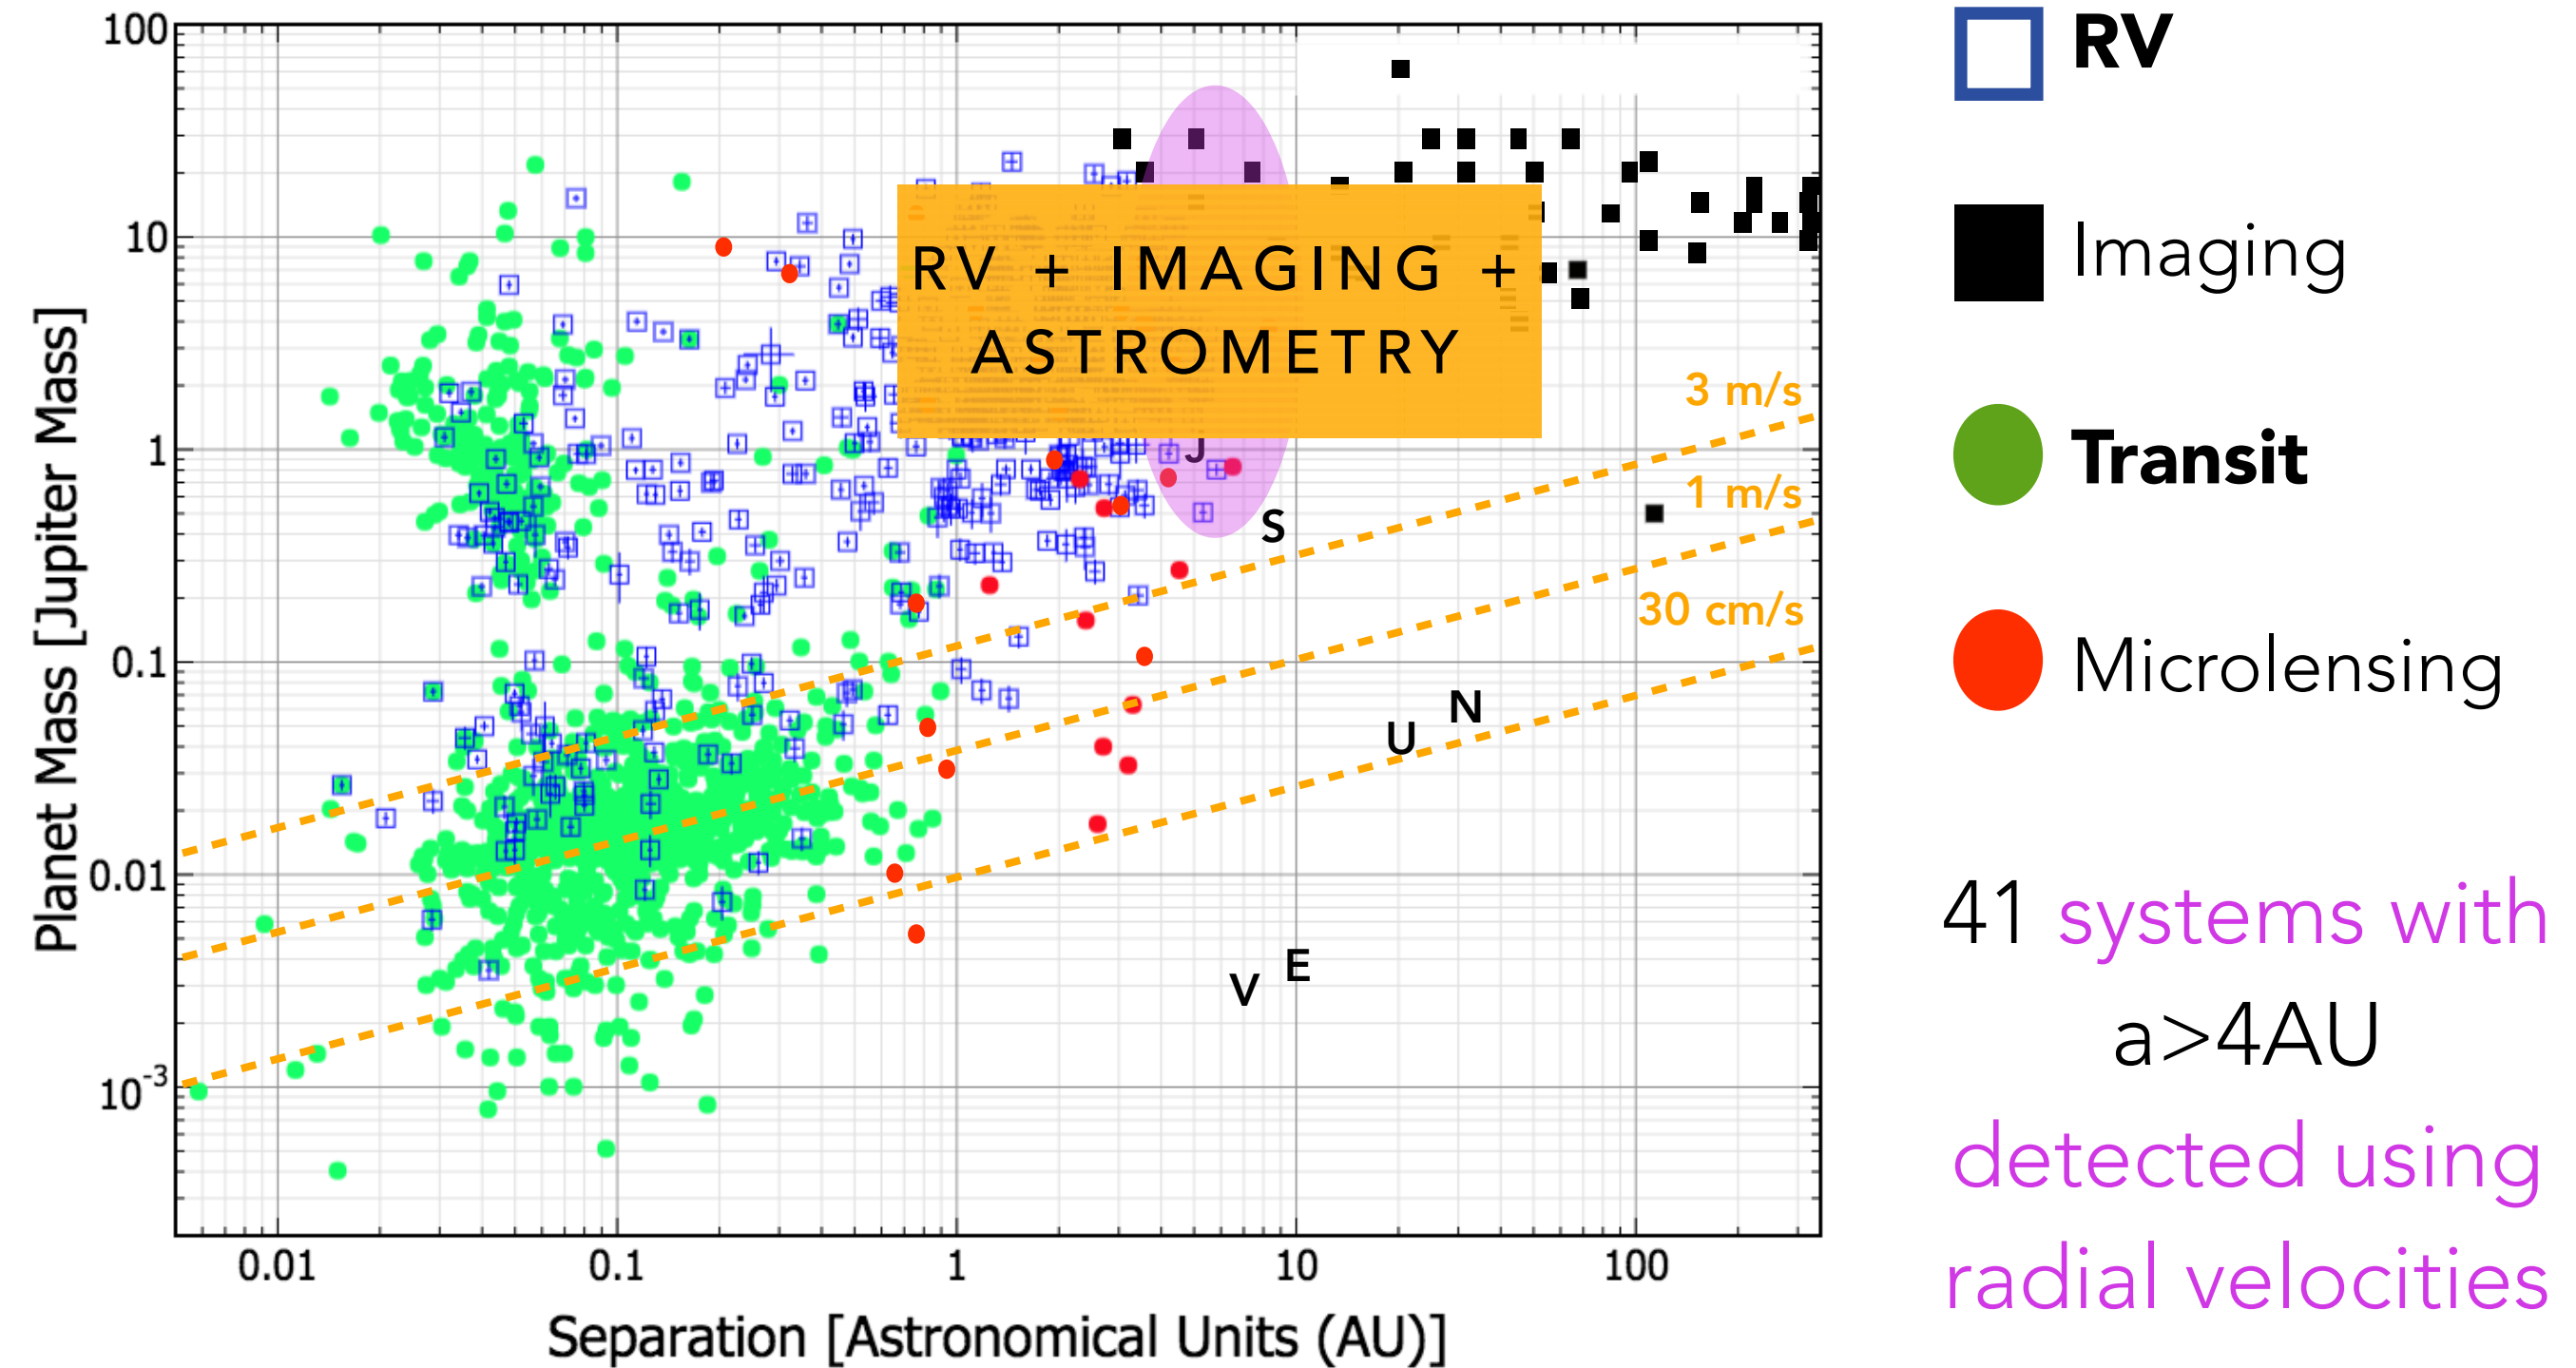 100
10
1
0.1
0.01
10-3
Planet Mass [Jupiter Mass]
0.01 0.1 1 10 100
Separation [Astronomical Units (AU)]
RV + IMAGING +
ASTROMETRY
J
S
3 m/s
1 m/s
30 cm/s
N
U
V E
RV
Imaging
Transit
Microlensing
41 systems with
a>4AU
detected using
radial velocities